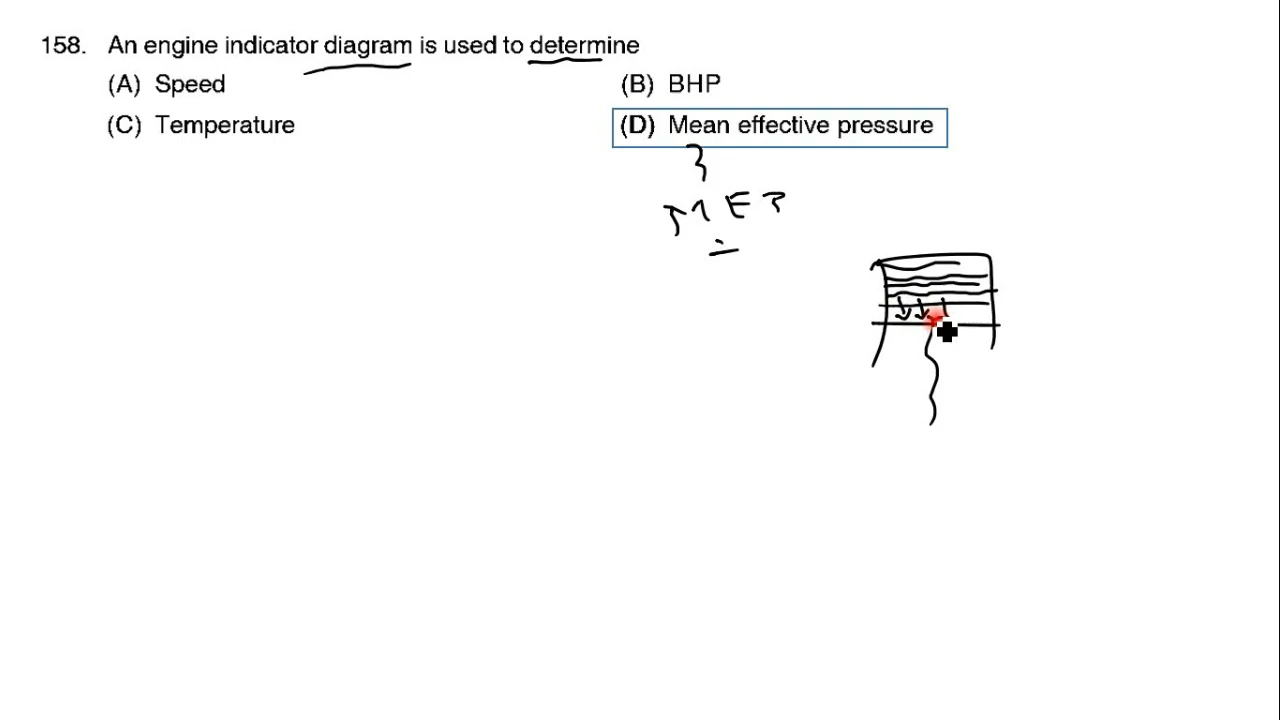 158. An engine indicator diagram is used to determine
(A) Speed
(B) BHP
(C) Temperature
(D) Mean effective pressure
MEP